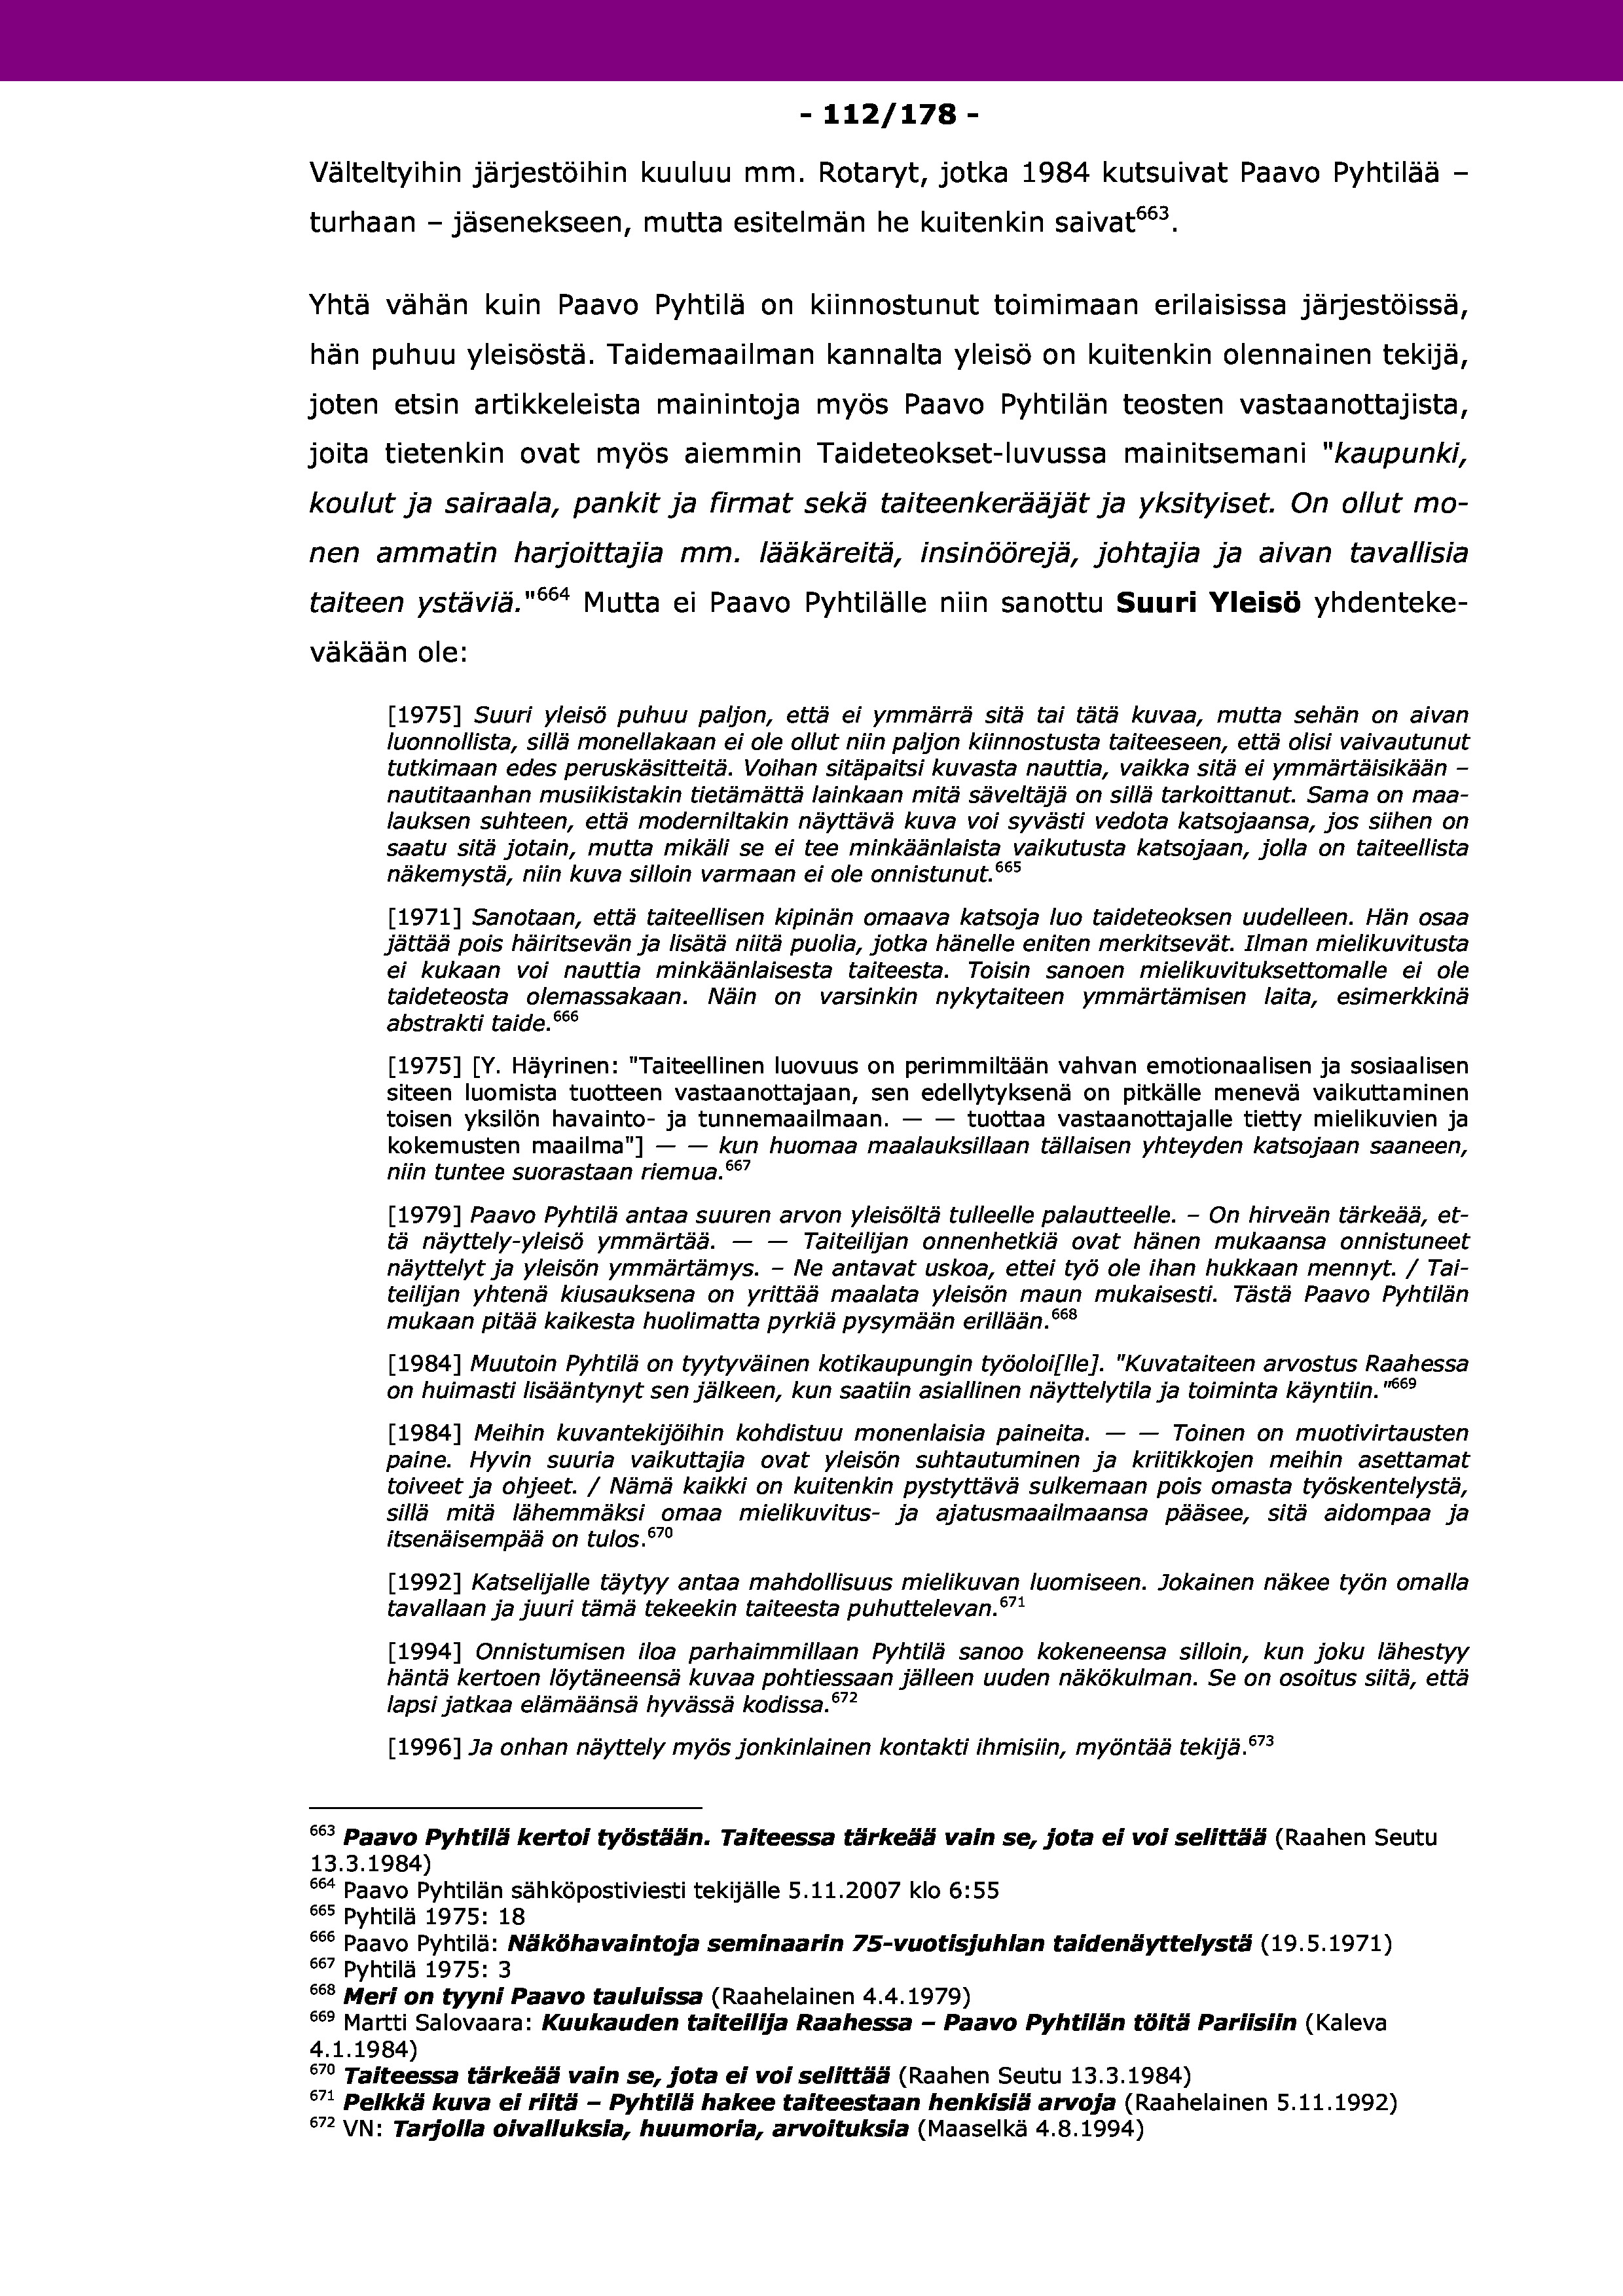 - 112/178 -
Välteltyihin järjestöihin kuuluu mm. Rotaryt, jotka 1984 kutsuivat Paavo Pyhtilää –
turhaan – jäsenekseen, mutta esitelmän he kuitenkin saivat663.
Yhtä vähän kuin Paavo Pyhtilä on kiinnostunut toimimaan erilaisissa järjestöissä,
hän puhuu yleisöstä. Taidemaailman kannalta yleisö on kuitenkin olennainen tekijä,
joten etsin artikkeleista mainintoja myös Paavo Pyhtilän teosten vastaanottajista,
joita tietenkin ovat myös aiemmin Taideteokset-luvussa mainitsemani "kaupunki,
koulut ja sairaala, pankit ja firmat sekä taiteenkerääjät ja yksityiset. On ollut mo-
nen ammatin harjoittajia mm. lääkäreitä, insinöörejä, johtajia ja aivan tavallisia
taiteen ystäviä."664 Mutta ei Paavo Pyhtilälle niin sanottu Suuri Yleisö yhdenteke-
väkään ole:
[1975] Suuri yleisö puhuu paljon, että ei ymmärrä sitä tai tätä kuvaa, mutta sehän on aivan
luonnollista, sillä monellakaan ei ole ollut niin paljon kiinnostusta taiteeseen, että olisi vaivautunut
tutkimaan edes peruskäsitteitä. Voihan sitäpaitsi kuvasta nauttia, vaikka sitä ei ymmärtäisikään –
nautitaanhan musiikistakin tietämättä lainkaan mitä säveltäjä on sillä tarkoittanut. Sama on maa-
lauksen suhteen, että moderniltakin näyttävä kuva voi syvästi vedota katsojaansa, jos siihen on
saatu sitä jotain, mutta mikäli se ei tee minkäänlaista vaikutusta katsojaan, jolla on taiteellista
näkemystä, niin kuva silloin varmaan ei ole onnistunut.665
[1971] Sanotaan, että taiteellisen kipinän omaava katsoja luo taideteoksen uudelleen. Hän osaa
jättää pois häiritsevän ja lisätä niitä puolia, jotka hänelle eniten merkitsevät. Ilman mielikuvitusta
ei kukaan voi nauttia minkäänlaisesta taiteesta. Toisin sanoen mielikuvituksettomalle ei ole
taideteosta olemassakaan. Näin on varsinkin nykytaiteen ymmärtämisen laita, esimerkkinä
abstrakti taide.666
[1975] [Y. Häyrinen: "Taiteellinen luovuus on perimmiltään vahvan emotionaalisen ja sosiaalisen
siteen luomista tuotteen vastaanottajaan, sen edellytyksenä on pitkälle menevä vaikuttaminen
toisen yksilön havainto- ja tunnemaailmaan. — — tuottaa vastaanottajalle tietty mielikuvien ja
kokemusten maailma"] — — kun huomaa maalauksillaan tällaisen yhteyden katsojaan saaneen,
niin tuntee suorastaan riemua.667
[1979] Paavo Pyhtilä antaa suuren arvon yleisöltä tulleelle palautteelle. – On hirveän tärkeää, et-
tä näyttely-yleisö ymmärtää. — — Taiteilijan onnenhetkiä ovat hänen mukaansa onnistuneet
näyttelyt ja yleisön ymmärtämys. – Ne antavat uskoa, ettei työ ole ihan hukkaan mennyt. / Tai-
teilijan yhtenä kiusauksena on yrittää maalata yleisön maun mukaisesti. Tästä Paavo Pyhtilän
mukaan pitää kaikesta huolimatta pyrkiä pysymään erillään.668
[1984] Muutoin Pyhtilä on tyytyväinen kotikaupungin työoloi[lle]. "Kuvataiteen arvostus Raahessa
on huimasti lisääntynyt sen jälkeen, kun saatiin asiallinen näyttelytila ja toiminta käyntiin."669
[1984] Meihin kuvantekijöihin kohdistuu monenlaisia paineita. — — Toinen on muotivirtausten
paine. Hyvin suuria vaikuttajia ovat yleisön suhtautuminen ja kriitikkojen meihin asettamat
toiveet ja ohjeet. / Nämä kaikki on kuitenkin pystyttävä sulkemaan pois omasta työskentelystä,
sillä mitä lähemmäksi omaa mielikuvitus- ja ajatusmaailmaansa pääsee, sitä aidompaa ja
itsenäisempää on tulos.670
[1992] Katselijalle täytyy antaa mahdollisuus mielikuvan luomiseen. Jokainen näkee työn omalla
tavallaan ja juuri tämä tekeekin taiteesta puhuttelevan.671
[1994] Onnistumisen iloa parhaimmillaan Pyhtilä sanoo kokeneensa silloin, kun joku lähestyy
häntä kertoen löytäneensä kuvaa pohtiessaan jälleen uuden näkökulman. Se on osoitus siitä, että
lapsi jatkaa elämäänsä hyvässä kodissa.672
[1996] Ja onhan näyttely myös jonkinlainen kontakti ihmisiin, myöntää tekijä.673
663 Paavo Pyhtilä kertoi työstään. Taiteessa tärkeää vain se, jota ei voi selittää (Raahen Seutu
13.3.1984)
664 Paavo Pyhtilän sähköpostiviesti tekijälle 5.11.2007 klo 6:55
665 Pyhtilä 1975: 18
666 Paavo Pyhtilä: Näköhavaintoja seminaarin 75-vuotisjuhlan taidenäyttelystä (19.5.1971)
667 Pyhtilä 1975: 3
668 Meri on tyyni Paavo tauluissa (Raahelainen 4.4.1979)
669 Martti Salovaara: Kuukauden taiteilija Raahessa – Paavo Pyhtilän töitä Pariisiin (Kaleva
4.1.1984)
670 Taiteessa tärkeää vain se, jota ei voi selittää (Raahen Seutu 13.3.1984)
671 Pelkkä kuva ei riitä – Pyhtilä hakee taiteestaan henkisiä arvoja (Raahelainen 5.11.1992)
672 VN: Tarjolla oivalluksia, huumoria, arvoituksia (Maaselkä 4.8.1994)